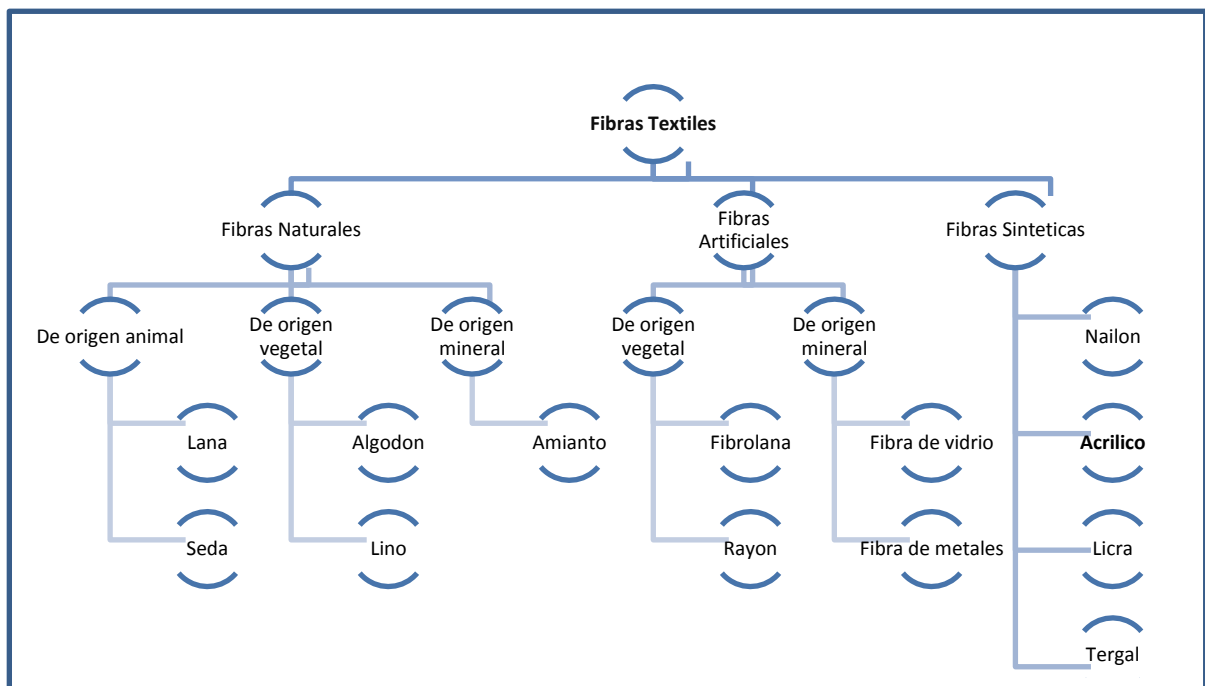 Fibras Textiles
Fibras Naturales
Fibras
Artificiales
Fibras Sinteticas
De origen animal
De origen
vegetal
De origen
mineral
De origen
vegetal
De origen
mineral
Nailon
Lana
Algodon
Amianto
Fibrolana
Fibra de vidrio
Acrilico
Seda
Lino
Rayon
Fibra de metales
Licra
Tergal